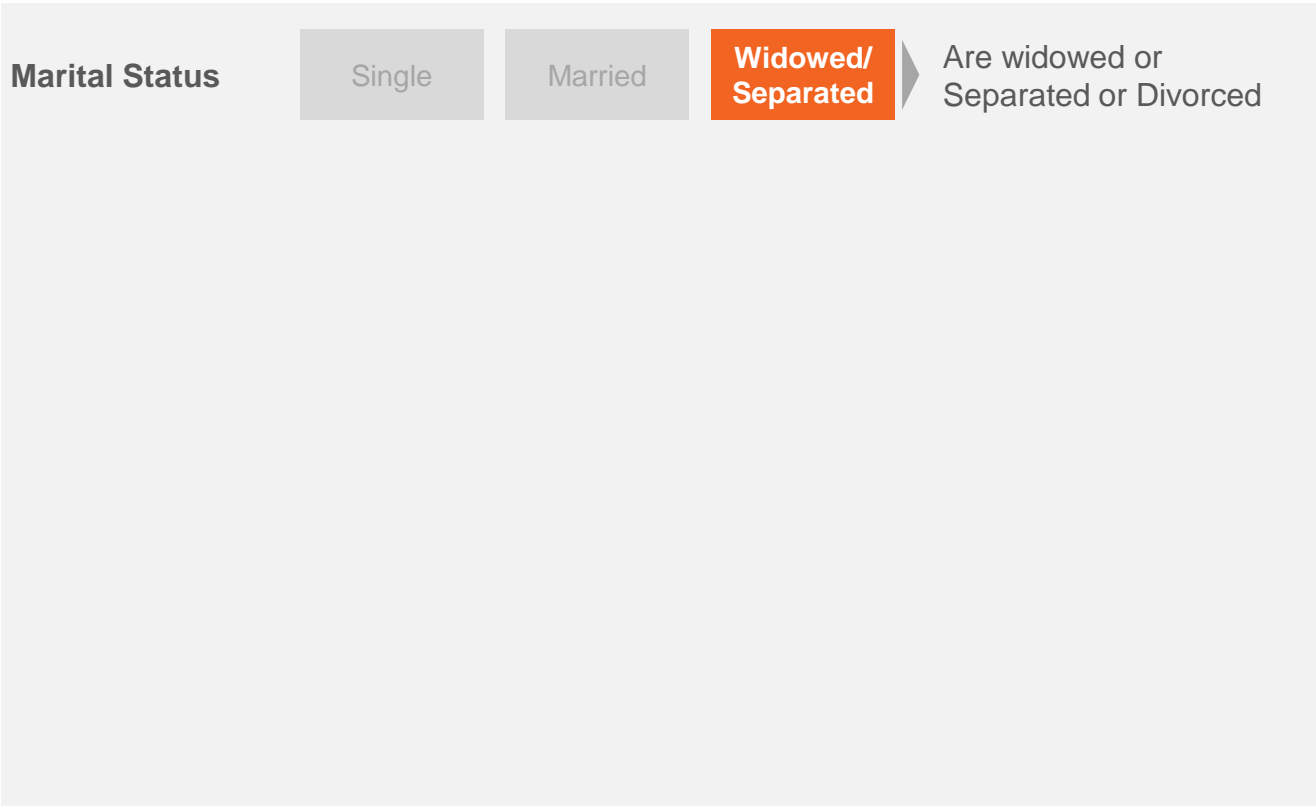 Marital Status
Single
Married
Widowed/
Separated
Are widowed or
Separated or Divorced